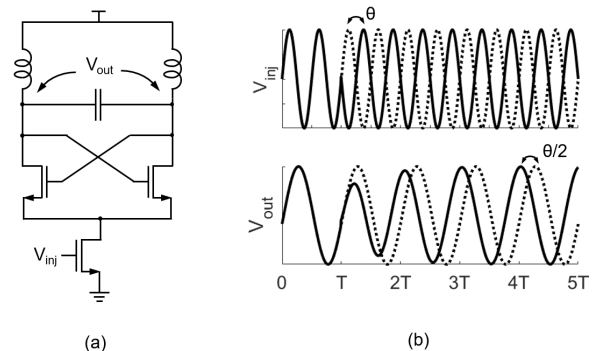 V_out
V_inj
(a)
θ
V_inj
θ/2
V_out
0 T 2T 3T 4T 5T
(b)